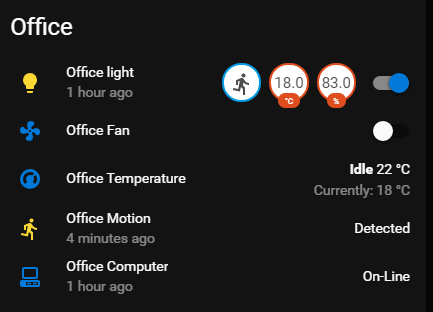 Office
Office light
1 hour ago
18.0
°C
83.0
%
Office Fan
Office Temperature
Idle 22 °C
Currently: 18 °C
Office Motion
4 minutes ago
Detected
Office Computer
1 hour ago
On-Line